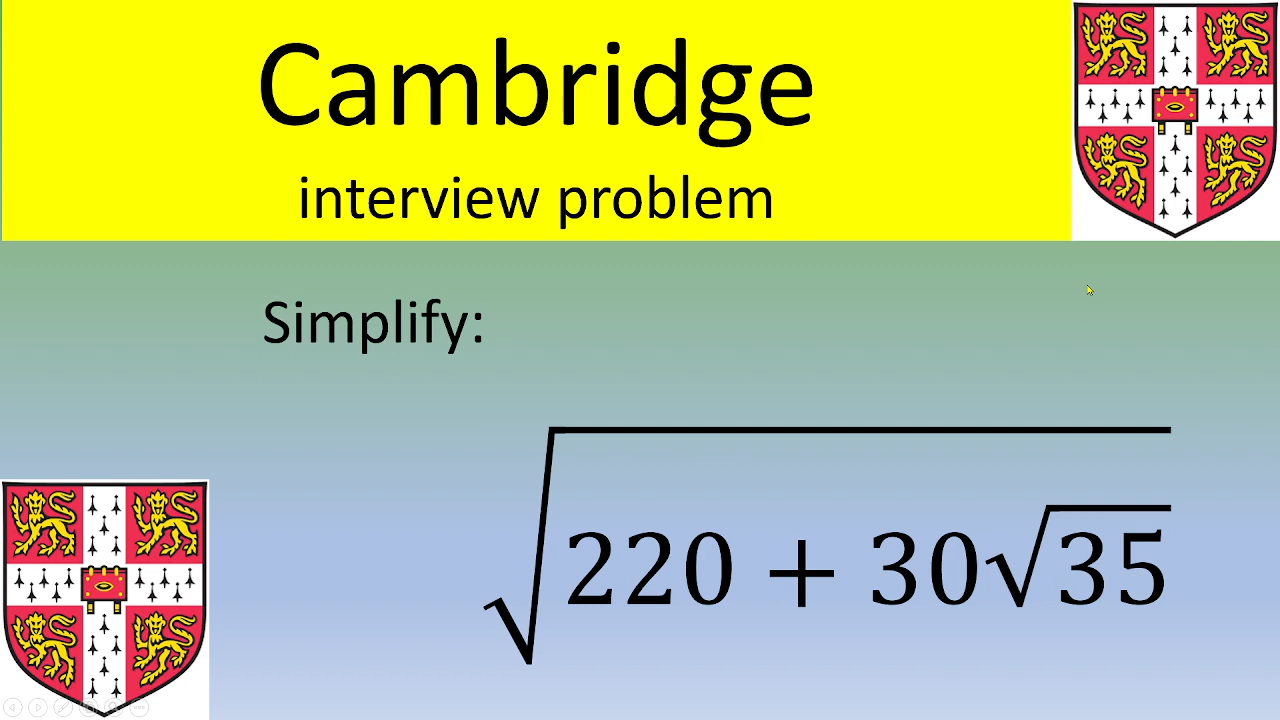 Cambridge
interview problem
Simplify:
√(220 + 30√35)